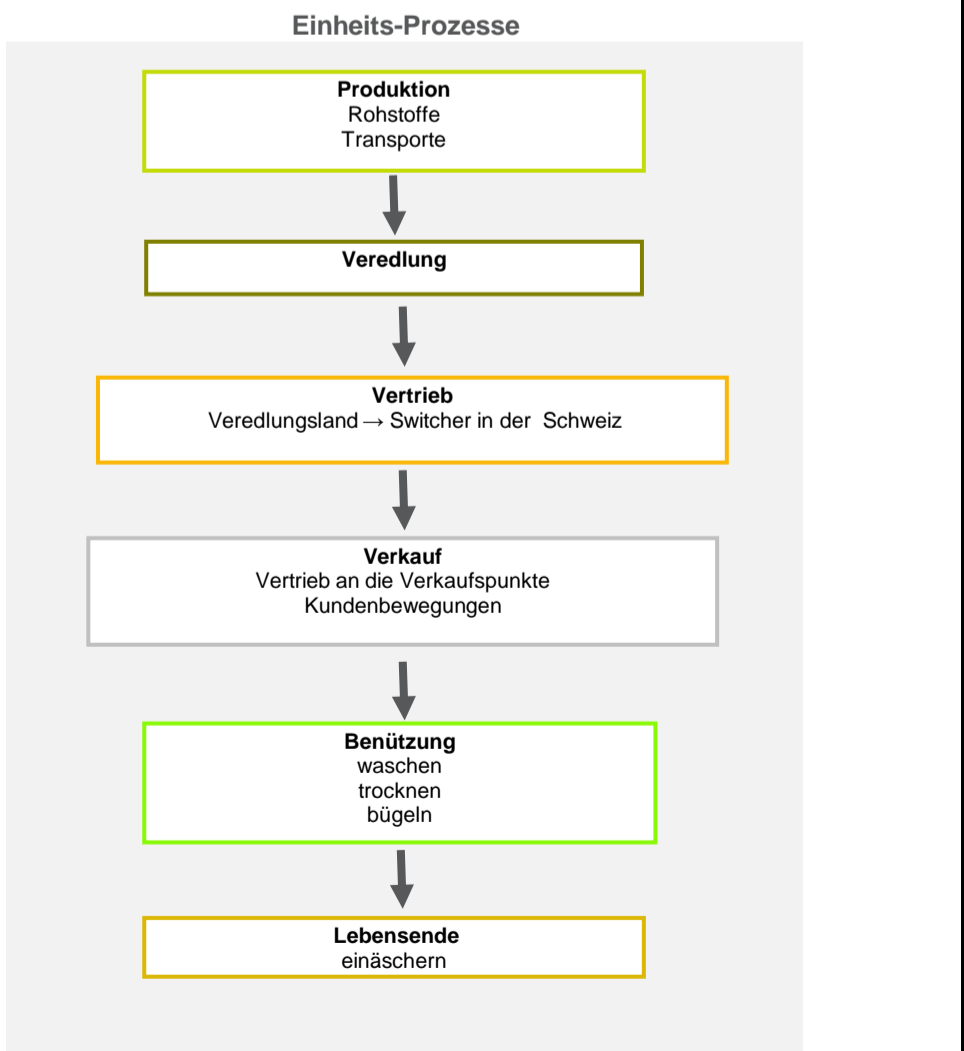 Einheits-Prozesse
Produktion
Rohstoffe
Transporte
Veredlung
Vertrieb
Veredlungsland → Switcher in der Schweiz
Verkauf
Vertrieb an die Verkaufspunkte
Kundenbewegungen
Benützung
waschen
trocknen
bügeln
Lebensende
einäschern